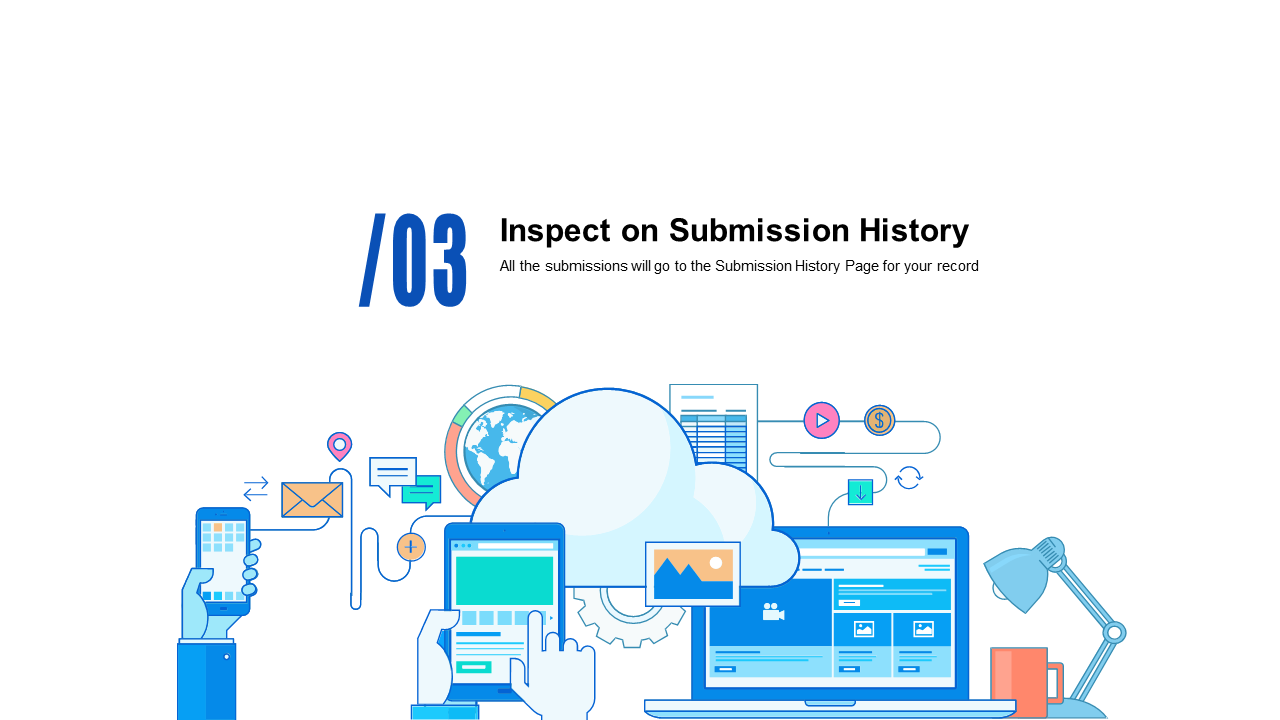 /03
Inspect on Submission History
All the submissions will go to the Submission History Page for your record
$